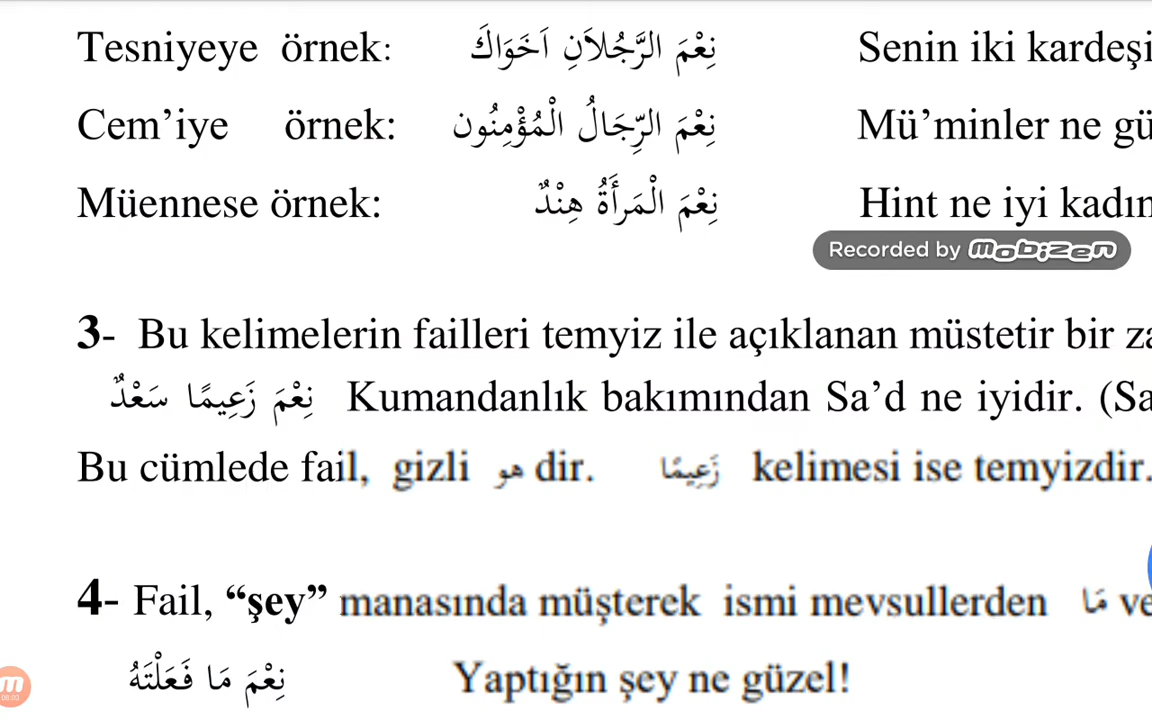 Tesniyeye örnek: نِعْمَ الرَّجُلاَنِ اَخَوَاكَ Senin iki kardeşi
Cem’iye örnek: نِعْمَ الرِّجَالُ الْمُؤْمِنُون Mü’minler ne gü
Müennese örnek: نِعْمَ الْمَرأَةُ هِنْدٌ Hint ne iyi kadın
Recorded by mobizen
3- Bu kelimelerin failleri temyiz ile açıklanan müstetir bir za
نِعْمَ زَعِيمًا سَعْدٌ Kumandanlık bakımından Sa’d ne iyidir. (Sa
Bu cümlede fail, gizli هو dir. زَعِيمًا kelimesi ise temyizdir.
4- Fail, “şey” manasında müşterek ismi mevsullerden مَا ve
نِعْمَ مَا فَعَلْتَهُ Yaptığın şey ne güzel!